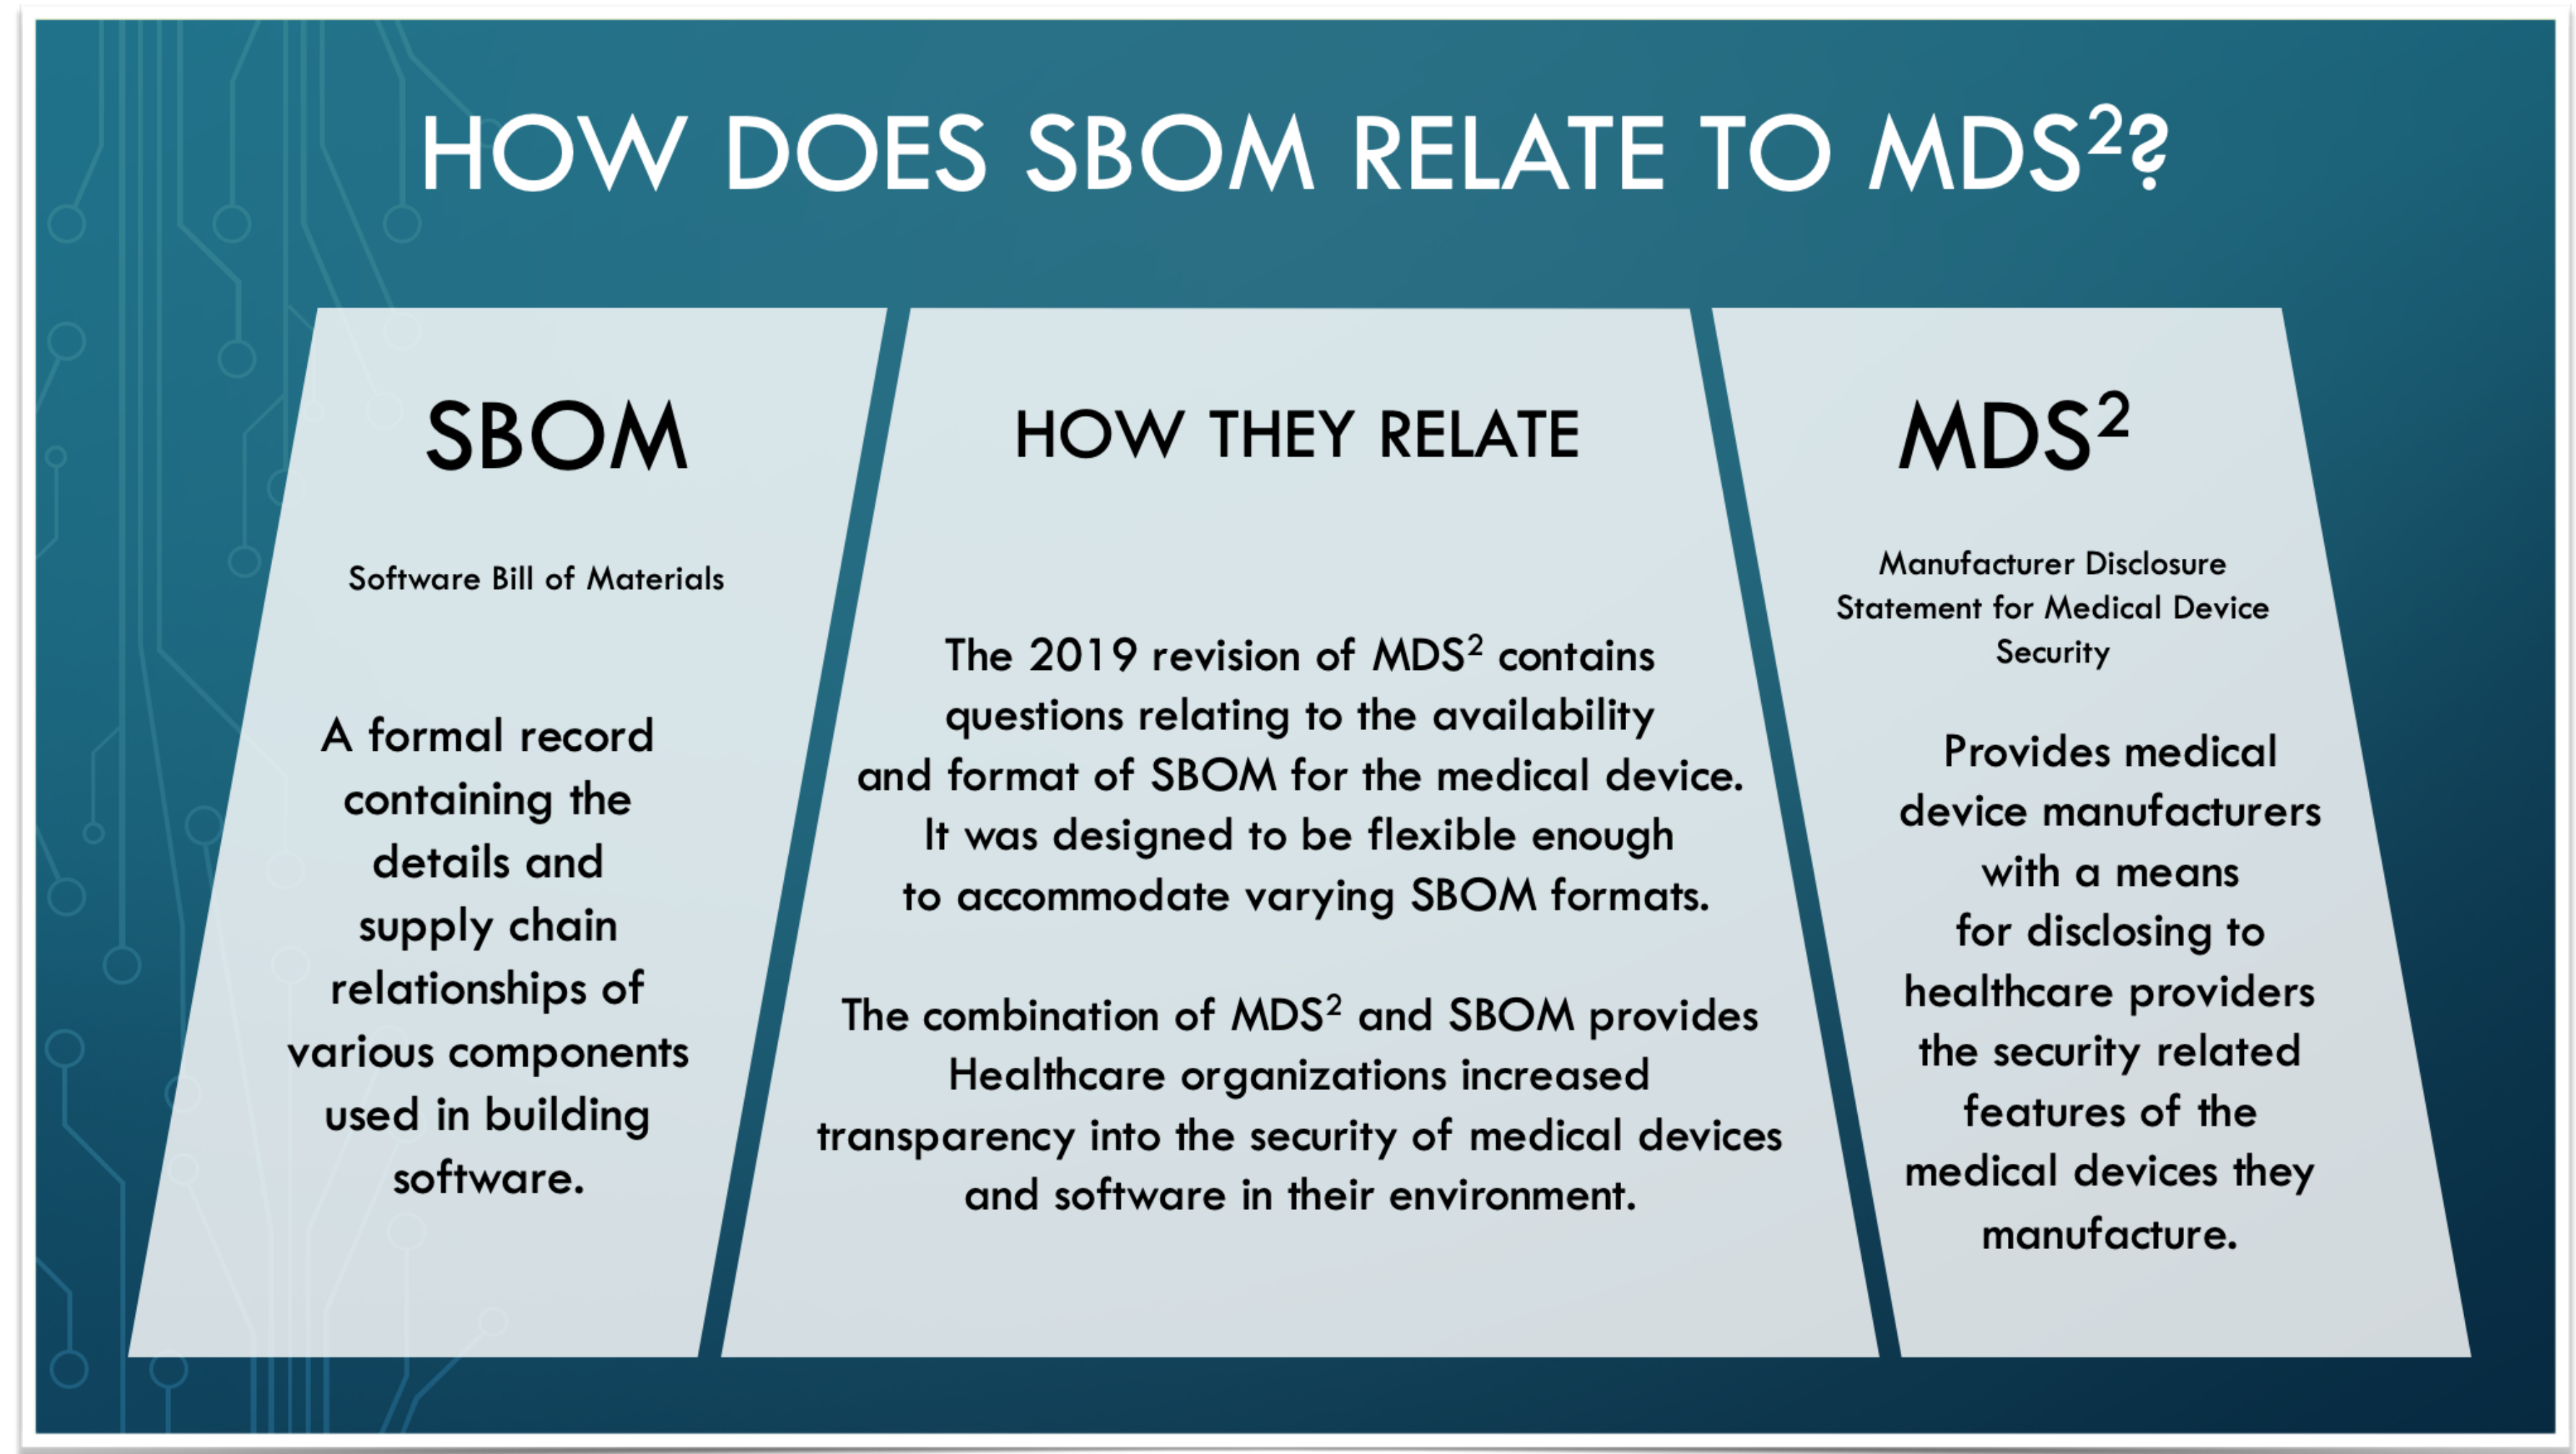 HOW DOES SBOM RELATE TO MDS²?
SBOM
Software Bill of Materials
A formal record
containing the
details and
supply chain
relationships of
various components
used in building
software.
HOW THEY RELATE
The 2019 revision of MDS² contains
questions relating to the availability
and format of SBOM for the medical device.
It was designed to be flexible enough
to accommodate varying SBOM formats.
The combination of MDS² and SBOM provides
Healthcare organizations increased
transparency into the security of medical devices
and software in their environment.
MDS²
Manufacturer Disclosure
Statement for Medical Device
Security
Provides medical
device manufacturers
with a means
for disclosing to
healthcare providers
the security related
features of the
medical devices they
manufacture.